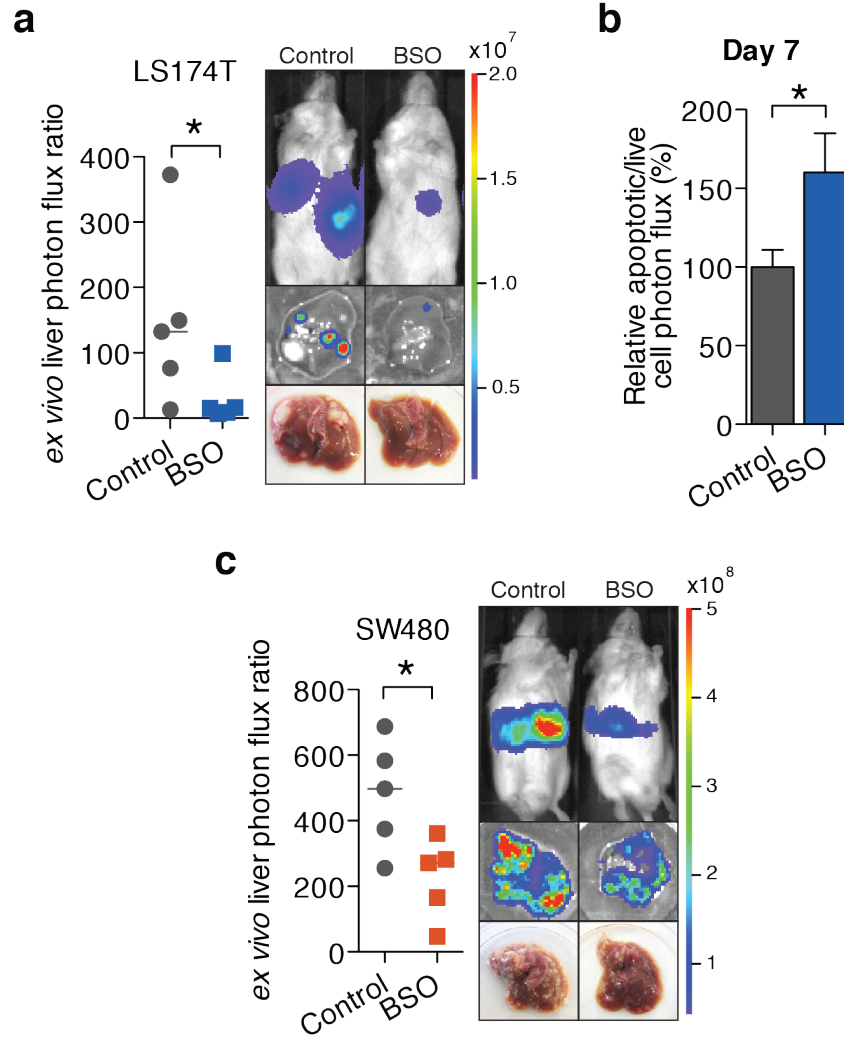 a
LS174T
ex vivo liver photon flux ratio
*
400
300
200
100
0
Control
BSO
Control
BSO
x10^7
2.0
1.5
1.0
0.5
b
Day 7
Relative apoptotic/live
cell photon flux (%)
*
200
150
100
50
0
Control
BSO
c
SW480
ex vivo liver photon flux ratio
*
800
600
400
200
0
Control
BSO
Control
BSO
x10^8
5
4
3
2
1